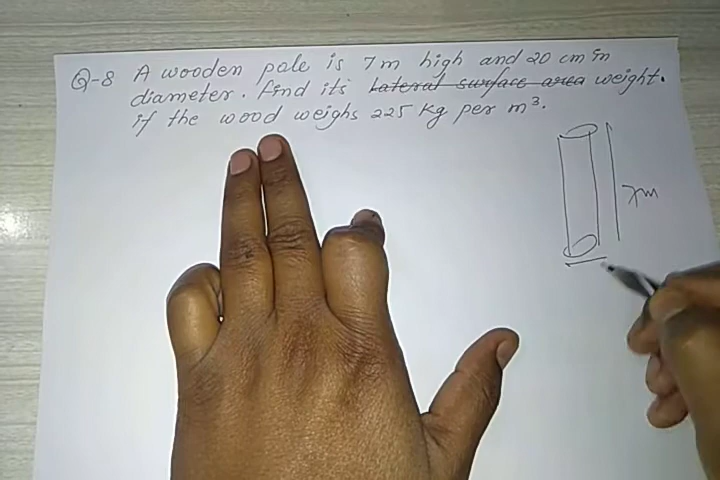 Q-8 A wooden pole is 7m high and 20 cm in
diameter. find its lateral surface area weight.
if the wood weighs 225 kg per m³.
7m